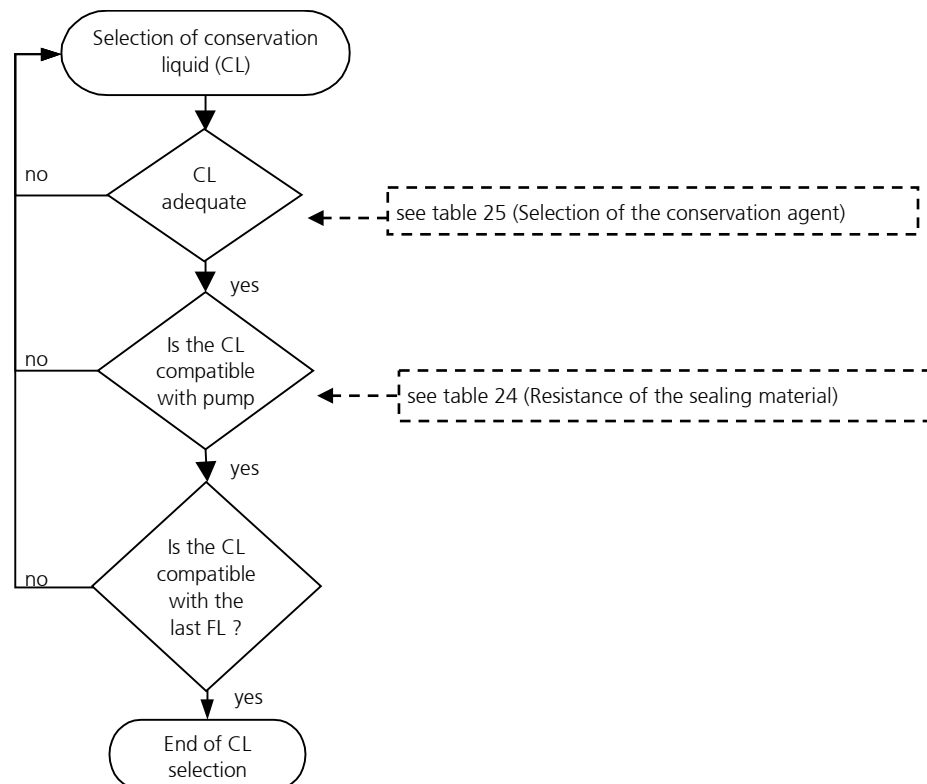 Selection of conservation
liquid (CL)
no
CL
adequate
see table 25 (Selection of the conservation agent)
yes
no
Is the CL
compatible
with pump
see table 24 (Resistance of the sealing material)
yes
no
Is the CL
compatible
with the
last FL ?
yes
End of CL
selection